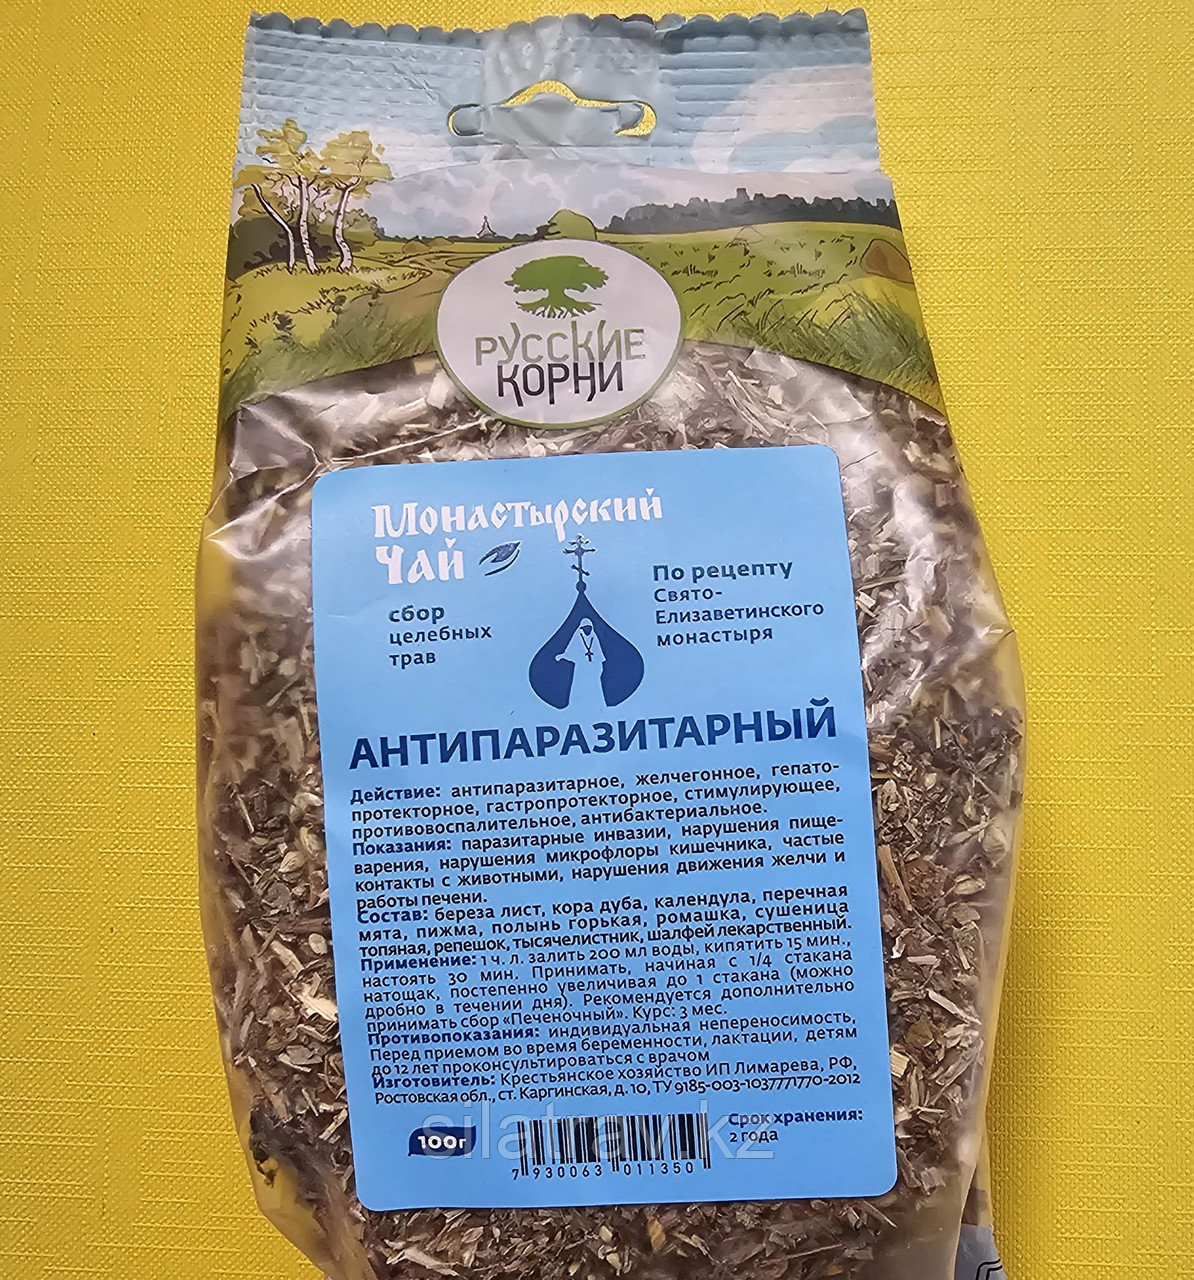 РУССКИЕ
КОРНИ
Монастырский
Чай
сбор
целебных
трав
По рецепту
Свято-
Елизаветинского
монастыря
АНТИПАРАЗИТАРНЫЙ
Действие: антипаразитарное, желчегонное, гепато-
протекторное, гастропротекторное, стимулирующее,
противовоспалительное, антибактериальное.
Показания: паразитарные инвазии, нарушения пище-
варения, нарушения микрофлоры кишечника, частые
контакты с животными, нарушения движения желчи и
работы печени.
Состав: береза лист, кора дуба, календула, перечная
мята, пижма, полынь горькая, ромашка, сушеница
топяная, репешок, тысячелистник, шалфей лекарственный.
Применение: 1 ч. л. залить 200 мл воды, кипятить 15 мин.,
настоять 30 мин. Принимать, начиная с 1/4 стакана
натощак, постепенно увеличивая до 1 стакана (можно
дробно в течении дня). Рекомендуется дополнительно
принимать сбор «Печеночный». Курс: 3 мес.
Противопоказания: индивидуальная непереносимость,
Перед приемом во время беременности, лактации, детям
до 12 лет проконсультироваться с врачом
Изготовитель: Крестьянское хозяйство ИП Лимарева, РФ,
Ростовская обл., ст. Каргинская, д. 10, ТУ 9185-003-1037771770-2012
100г
Срок хранения:
2 года
silatrav.kz
7 930063 011350